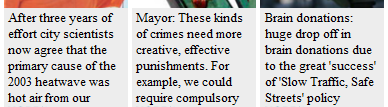 After three years of
effort city scientists
now agree that the
primary cause of the
2003 heatwave was
hot air from our
Mayor: These kinds
of crimes need more
creative, effective
punishments. For
example, we could
require compulsory
Brain donations:
huge drop off in
brain donations due
to the great 'success'
of 'Slow Traffic, Safe
Streets' policy